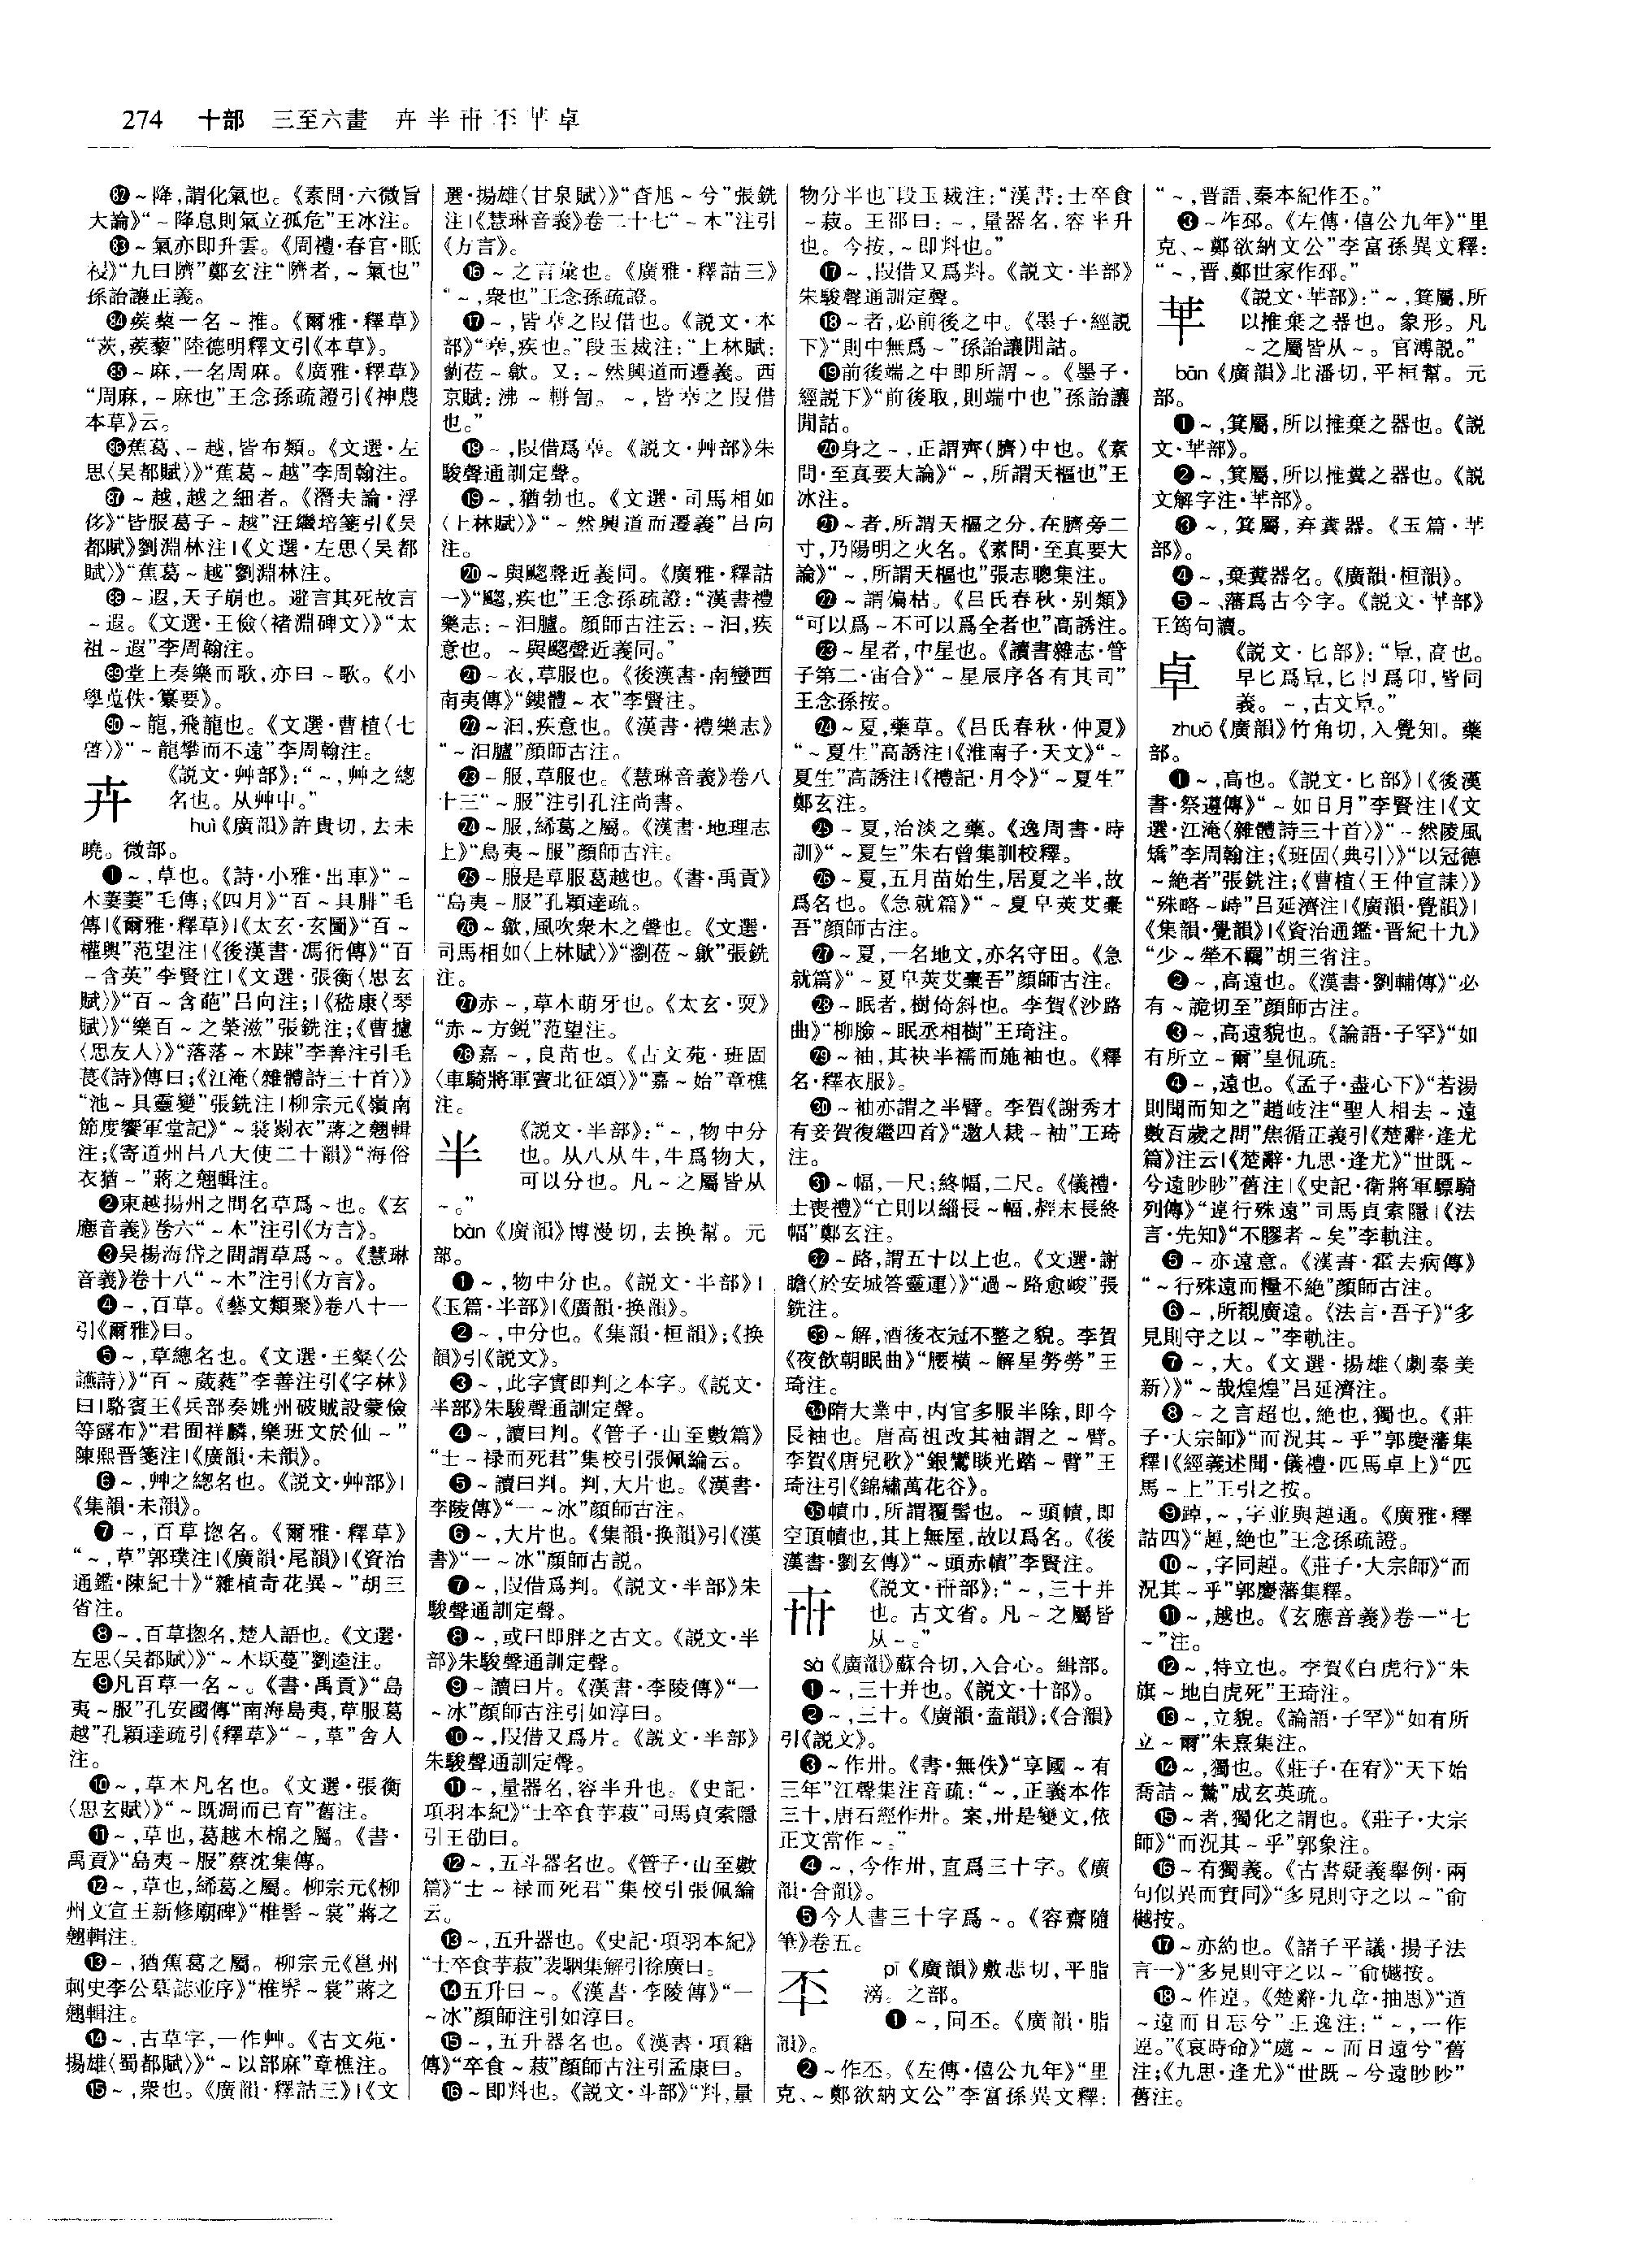 274 十部 三至六畫 卉半卅丕𠦒卓
㉜～降,謂化氣也。《素問·六微旨
大論》“～降息則氣立孤危”王冰注。
～氣亦即升雲。《周禮·春官·眡
祲》“九曰隮”鄭玄注“隮者,～氣也”
孫詒讓正義。
蒺藜一名～推。《爾雅·釋草》
“茨,蒺藜”陸德明釋文引《本草》。
～麻,一名周麻。《廣雅·釋草》
“周麻,～麻也”王念孫疏證引《神農
本草》云。
蕉葛、～越,皆布類。《文選·左
思〈吴都賦〉》“蕉葛～越”李周翰注。
～越,越之細者。《潛夫論·浮
侈》“皆服葛子～越”汪繼培箋引《吴
都賦》劉淵林注|《文選·左思〈吴都
賦〉》“蕉葛～越”劉淵林注。
～遐,天子崩也。避言其死故言
～遐。《文選·王儉〈褚淵碑文〉》“太
祖～遐”李周翰注。
堂上奏樂而歌,亦曰～歌。《小
學蒐佚·纂要》。
～龍,飛龍也。《文選·曹植〈七
啓〉》“～龍攀而不遠”李周翰注。
卉 《説文·艸部》:“～,艸之總
名也。从艸屮。”
huì《廣韻》許貴切,去未
曉。微部。
❶～,草也。《詩·小雅·出車》“～
木萋萋”毛傳;《四月》“百～具腓”毛
傳|《爾雅·釋草》|《太玄·玄圖》“百～
權輿”范望注|《後漢書·馮衍傳》“百
～含英”李賢注|《文選·張衡〈思玄
賦〉》“百～含葩”吕向注;|《嵇康〈琴
賦〉》“樂百～之榮滋”張銑注;《曹攄
〈思友人〉》“落落～木疎”李善注引毛
萇《詩》傳曰;《江淹〈雜體詩三十首〉》
“池～具靈變”張銑注|柳宗元《嶺南
節度饗軍堂記》“～裳罽衣”蔣之翹輯
注;《寄道州吕八大使二十韻》“海俗
衣猶～”蔣之翹輯注。
❷東越揚州之間名草爲～也。《玄
應音義》卷六“～木”注引《方言》。
❸吴楊海岱之間謂草爲～。《慧琳
音義》卷十八“～木”注引《方言》。
❹～,百草。《藝文類聚》卷八十一
引《爾雅》曰。
❺～,草總名也。《文選·王粲〈公
讌詩〉》“百～葳蕤”李善注引《字林》
曰|駱賓王《兵部奏姚州破賊設蒙儉
等露布》“君囿祥麟,樂班文於仙～”
陳熙晋箋注|《廣韻·未韻》。
❻～,艸之總名也。《説文·艸部》|
《集韻·未韻》。
❼～,百草揔名。《爾雅·釋草》
“～,草”郭璞注|《廣韻·尾韻》|《資治
通鑑·陳紀十》“雜植奇花異～”胡三
省注。
❽～,百草揔名,楚人語也。《文選·
左思〈吴都賦〉》“～木䟽蔓”劉逵注。
❾凡百草一名～。《書·禹貢》“島
夷～服”孔安國傳“南海島夷,草服葛
越”孔穎達疏引《釋草》“～,草”舍人
注。
❿～,草木凡名也。《文選·張衡
〈思玄賦〉》“～既凋而已育”舊注。
⓫～,草也,葛越木棉之屬。《書·
禹貢》“島夷～服”蔡沈集傳。
⓬～,草也,絺葛之屬。柳宗元《柳
州文宣王新修廟碑》“椎髻～裳”蔣之
翹輯注。
⓭～,猶蕉葛之屬。柳宗元《邕州
刺史李公墓誌並序》“椎髽～裳”蔣之
翹輯注。
⓮～,古草字,一作艸。《古文苑·
揚雄〈蜀都賦〉》“～以部麻”章樵注。
⓯～,衆也。《廣韻·釋詁三》|《文
選·揚雄〈甘泉賦〉》“香旭～兮”張銑
注|《慧琳音義》卷二十七“～木”注引
《方言》。
⓰～之言彙也。《廣雅·釋詁三》
“～,衆也”王念孫疏證。
⓱～,皆𠦪之叚借也。《説文·本
部》“𠦪,疾也。”段玉裁注:“上林賦:
藰莅～歙。又:～然興道而遷義。西
京賦:沸～軿訇。～,皆𠦪之叚借
也。”
⓲～,叚借爲𠦪。《説文·艸部》朱
駿聲通訓定聲。
⓳～,猶勃也。《文選·司馬相如
〈上林賦〉》“～然興道而遷義”吕向
注。
⓴～與颰聲近義同。《廣雅·釋詁
一》“颰,疾也”王念孫疏證:“漢書禮
樂志:～汨臚。顔師古注云:～汨,疾
意也。～與颰聲近義同。”
㉑～衣,草服也。《後漢書·南蠻西
南夷傳》“鏤體～衣”李賢注。
㉒～汩,疾意也。《漢書·禮樂志》
“～汩臚”顔師古注。
㉓～服,草服也。《慧琳音義》卷八
十三“～服”注引孔注尚書。
㉔～服,絺葛之屬。《漢書·地理志
上》“鳥夷～服”顔師古注。
㉕～服是草服葛越也。《書·禹貢》
“島夷～服”孔穎達疏。
㉖～歙,風吹衆木之聲也。《文選·
司馬相如〈上林賦〉》“藰莅～歙”張銑
注。
㉗赤～,草木萌牙也。《太玄·耎》
“赤～方鋭”范望注。
㉘嘉～,良苗也。《古文苑·班固
〈車騎將軍竇北征頌〉》“嘉～始”章樵
注。
半 《説文·半部》:“～,物中分
也。从八从牛,牛爲物大,
可以分也。凡～之屬皆从
～。”
bàn《廣韻》博漫切,去换幫。元
部。
❶～,物中分也。《説文·半部》|
《玉篇·半部》|《廣韻·换韻》。
❷～,中分也。《集韻·桓韻》;《换
韻》引《説文》。
❸～,此字實即判之本字。《説文·
半部》朱駿聲通訓定聲。
❹～,讀曰判。《管子·山至數篇》
“士～禄而死君”集校引張佩綸云。
❺～讀曰判。判,大片也。《漢書·
李陵傳》“一～冰”顔師古注。
❻～,大片也。《集韻·换韻》引《漢
書》“一～冰”顔師古説。
❼～,叚借爲判。《説文·半部》朱
駿聲通訓定聲。
❽～,或曰即胖之古文。《説文·半
部》朱駿聲通訓定聲。
❾～讀曰片。《漢書·李陵傳》“一
～冰”顔師古注引如淳曰。
❿～,叚借又爲片。《説文·半部》
朱駿聲通訓定聲。
⓫～,量器名,容半升也。《史記·
項羽本紀》“士卒食芋菽”司馬貞索隱
引王劭曰。
⓬～,五斗器名也。《管子·山至數
篇》“士～禄而死君”集校引張佩綸
云。
⓭～,五升器也。《史記·項羽本紀》
“士卒食芋菽”裴駰集解引徐廣曰。
⓮五升曰～。《漢書·李陵傳》“一
～冰”顔師注引如淳曰。
⓯～,五升器名也。《漢書·項籍
傳》“卒食～菽”顔師古注引孟康曰。
⓰～即料也。《説文·斗部》“料,量
物分半也”段玉裁注:“漢書:士卒食
～菽。王邵曰:～,量器名,容半升
也。今按,～即料也。”
⓱～,叚借又爲料。《説文·半部》
朱駿聲通訓定聲。
⓲～者,必前後之中。《墨子·經説
下》“則中無爲～”孫詒讓閒詁。
⓳前後端之中即所謂～。《墨子·
經説下》“前後取,則端中也”孫詒讓
閒詁。
⓴身之～,正謂齊(臍)中也。《素
問·至真要大論》“～,所謂天樞也”王
冰注。
㉑～者,所謂天樞之分,在臍旁二
寸,乃陽明之火名。《素問·至真要大
論》“～,所謂天樞也”張志聰集注。
㉒～謂偏枯。《吕氏春秋·别類》
“可以爲～不可以爲全者也”高誘注。
㉓～星者,中星也。《讀書雜志·管
子第二·宙合》“～星辰序各有其司”
王念孫按。
㉔～夏,藥草。《吕氏春秋·仲夏》
“～夏生”高誘注|《淮南子·天文》“～
夏生”高誘注|《禮記·月令》“～夏生”
鄭玄注。
㉕～夏,治淡之藥。《逸周書·時
訓》“～夏生”朱右曾集訓校釋。
㉖～夏,五月苗始生,居夏之半,故
爲名也。《急就篇》“～夏皁莢艾橐
吾”顔師古注。
㉗～夏,一名地文,亦名守田。《急
就篇》“～夏皁莢艾橐吾”顔師古注。
㉘～眠者,樹倚斜也。李賀《沙路
曲》“柳臉～眠丞相樹”王琦注。
㉙～袖,其袂半襦而施袖也。《釋
名·釋衣服》。
㉚～袖亦謂之半臂。李賀《謝秀才
有妾賀復繼四首》“邀人裁～袖”王琦
注。
㉛～幅,一尺;終幅,二尺。《儀禮·
士喪禮》“亡則以緇長～幅,赬末長終
幅”鄭玄注。
㉜～路,謂五十以上也。《文選·謝
瞻〈於安城答靈運〉》“過～路愈峻”張
銑注。
㉝～解,酒後衣冠不整之貌。李賀
《夜飲朝眠曲》“腰横～解星勞勞”王
琦注。
㉞隋大業中,内官多服半除,即今
長袖也。唐高祖改其袖謂之～臂。
李賀《唐兒歌》“銀鸞睒光踏～臂”王
琦注引《錦繡萬花谷》。
㉟幘巾,所謂覆髻也。～頭幘,即
空頂幘也,其上無屋,故以爲名。《後
漢書·劉玄傳》“～頭赤幘”李賢注。
卅 《説文·卅部》:“～,三十并
也。古文省。凡～之屬皆
从～。”
sà《廣韻》蘇合切,入合心。緝部。
❶～,三十并也。《説文·十部》。
❷～,三十。《廣韻·盍韻》;《合韻》
引《説文》。
❸～作卅。《書·無佚》“享國～有
三年”江聲集注音疏:“～,正義本作
三十,唐石經作卅。案,卅是變文,依
正文當作～。”
❹～,今作卅,直爲三十字。《廣
韻·合韻》。
❺今人書三十字爲～。《容齋隨
筆》卷五。
丕 pī《廣韻》敷悲切,平脂
滂。之部。
❶～,同丕。《廣韻·脂
韻》。
❷～作丕。《左傳·僖公九年》“里
克、～鄭欲納文公”李富孫異文釋:
“～,晋語、秦本紀作丕。”
❸～作邳。《左傳·僖公九年》“里
克、～鄭欲納文公”李富孫異文釋:
“～,晋、鄭世家作邳。”
𠦒 《説文·𠦒部》:“～,箕屬,所
以推棄之器也。象形。凡
～之屬皆从～。官溥説。”
bān《廣韻》北潘切,平桓幫。元
部。
❶～,箕屬,所以推棄之器也。《説
文·𠦒部》。
❷～,箕屬,所以推糞之器也。《説
文解字注·𠦒部》。
❸～,箕屬,弃糞器。《玉篇·𠦒
部》。
❹～,棄糞器名。《廣韻·桓韻》。
❺～、藩爲古今字。《説文·𠦒部》
王筠句讀。
卓 《説文·匕部》:“𠦝,高也。
早匕爲𠦝,匕卪爲卬,皆同
義。～,古文𠦝。”
zhuō《廣韻》竹角切,入覺知。藥
部。
❶～,高也。《説文·匕部》|《後漢
書·祭遵傳》“～如日月”李賢注|《文
選·江淹〈雜體詩三十首〉》“～然陵風
矯”李周翰注;《班固〈典引〉》“以冠德
～絶者”張銑注;《曹植〈王仲宣誄〉》
“殊略～峙”吕延濟注|《廣韻·覺韻》|
《集韻·覺韻》|《資治通鑑·晋紀十九》
“少～犖不羈”胡三省注。
❷～,高遠也。《漢書·劉輔傳》“必
有～詭切至”顔師古注。
❸～,高遠貌也。《論語·子罕》“如
有所立～爾”皇侃疏。
❹～,遠也。《孟子·盡心下》“若湯
則聞而知之”趙岐注“聖人相去～遠
數百歲之間”焦循正義引《楚辭·逢尤
篇》注云|《楚辭·九思·逢尤》“世既～
兮遠眇眇”舊注|《史記·衛將軍驃騎
列傳》“逴行殊遠”司馬貞索隱|《法
言·先知》“不膠者～矣”李軌注。
❺～亦遠意。《漢書·霍去病傳》
“～行殊遠而糧不絶”顔師古注。
❻～,所覩廣遠。《法言·吾子》“多
見則守之以～”李軌注。
❼～,大。《文選·揚雄〈劇秦美
新〉》“～哉煌煌”吕延濟注。
❽～之言超也,絶也,獨也。《莊
子·大宗師》“而況其～乎”郭慶藩集
釋|《經義述聞·儀禮·匹馬卓上》“匹
馬～上”王引之按。
❾踔,～,字並與趠通。《廣雅·釋
詁四》“趠,絶也”王念孫疏證。
❿～,字同趠。《莊子·大宗師》“而
況其～乎”郭慶藩集釋。
⓫～,越也。《玄應音義》卷一“七
～”注。
⓬～,特立也。李賀《白虎行》“朱
旗～地白虎死”王琦注。
⓭～,立貌。《論語·子罕》“如有所
立～爾”朱熹集注。
⓮～,獨也。《莊子·在宥》“天下始
喬詰～鷙”成玄英疏。
⓯～者,獨化之謂也。《莊子·大宗
師》“而況其～乎”郭象注。
⓰～有獨義。《古書疑義舉例·兩
句似異而實同》“多見則守之以～”俞
樾按。
⓱～亦約也。《諸子平議·揚子法
言一》“多見則守之以～”俞樾按。
⓲～作逴。《楚辭·九章·抽思》“道
～遠而日忘兮”王逸注:“～,一作
逴。”《哀時命》“處～～而日遠兮”舊
注;《九思·逢尤》“世既～兮遠眇眇”
舊注。